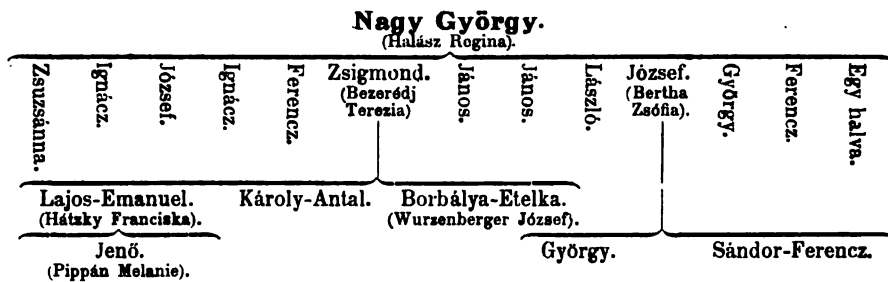 Nagy György.
(Halász Regina).
Zsuzsánna.
Ignácz.
József.
Ignácz.
Ferencz.
Zsigmond.
(Bezerédj
Terezia)
János.
János.
László.
József.
(Bertha
Zsófia).
György.
Ferencz.
Egy halva.
Lajos-Emanuel.
(Hátzky Franciska).
Károly-Antal.
Borbálya-Etelka.
(Wurzenberger József).
Jenő.
(Pippán Melanie).
György.
Sándor-Ferencz.